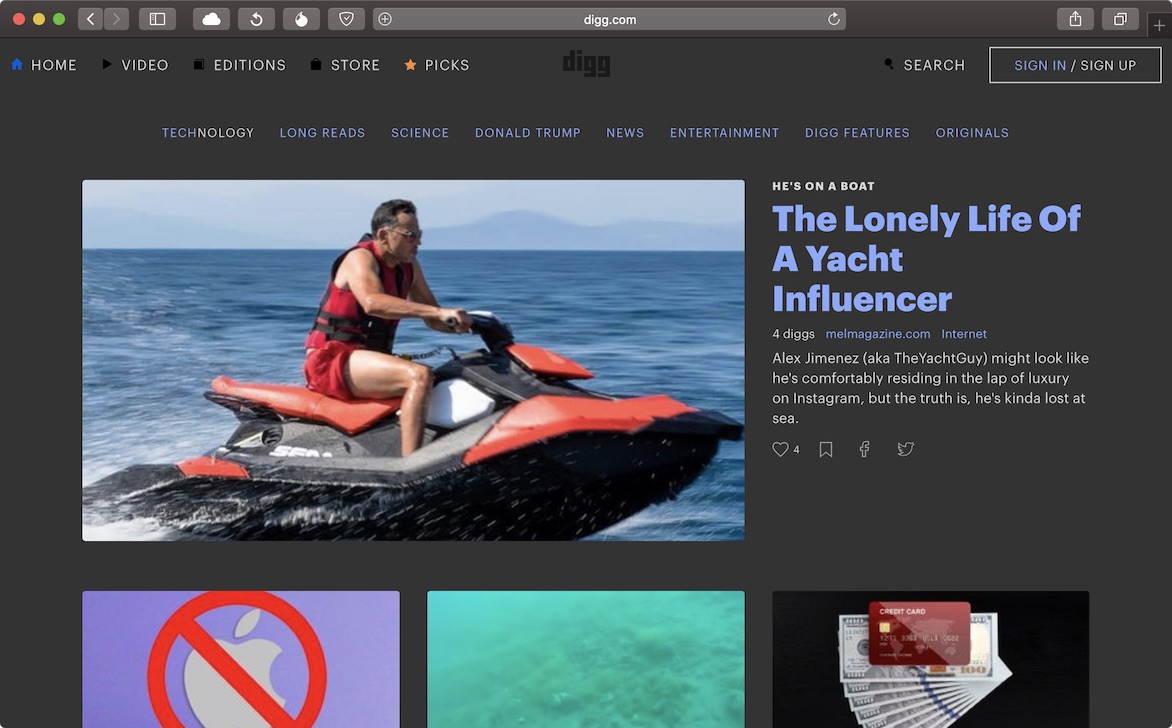 digg.com
HOME VIDEO EDITIONS STORE PICKS digg SEARCH SIGN IN / SIGN UP
TECHNOLOGY LONG READS SCIENCE DONALD TRUMP NEWS ENTERTAINMENT DIGG FEATURES ORIGINALS
HE'S ON A BOAT
The Lonely Life Of
A Yacht
Influencer
4 diggs melmagazine.com Internet
Alex Jimenez (aka TheYachtGuy) might look like
he's comfortably residing in the lap of luxury
on Instagram, but the truth is, he's kinda lost at
sea.
4
CREDIT CARD
100